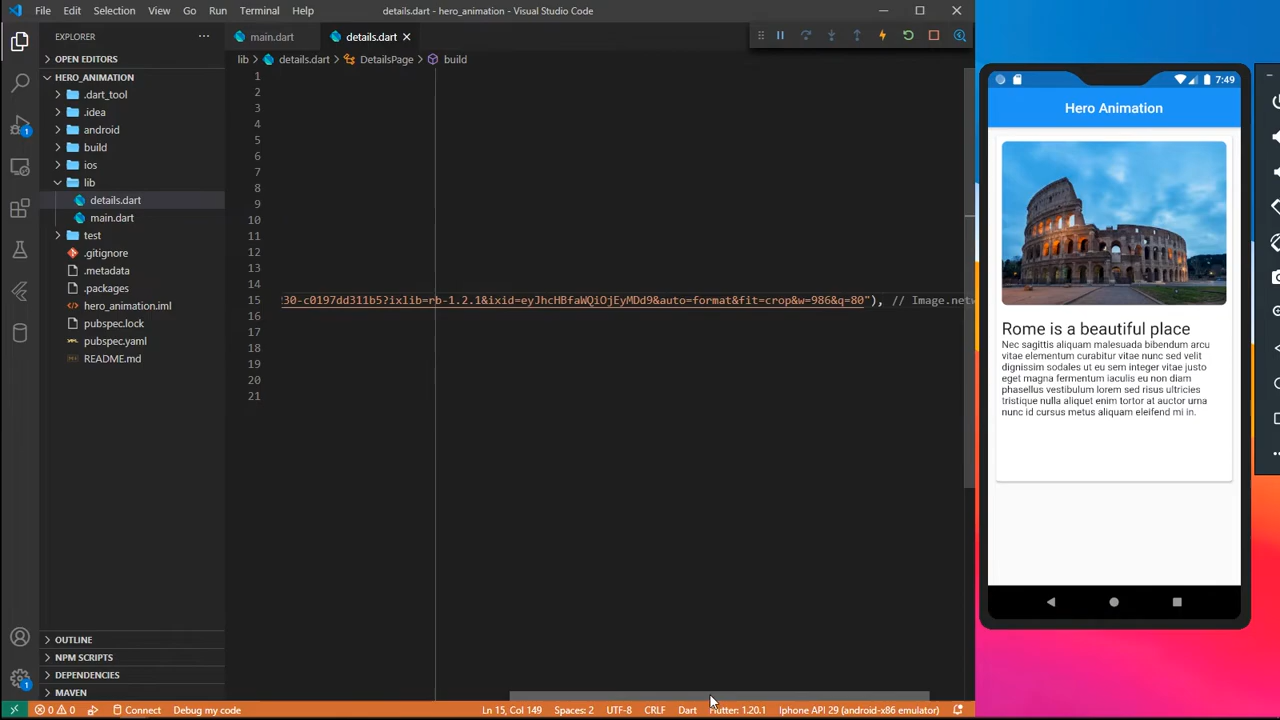 File Edit Selection View Go Run Terminal Help
details.dart - hero_animation - Visual Studio Code
EXPLORER
main.dart
details.dart
OPEN EDITORS
lib > details.dart > DetailsPage > build
HERO_ANIMATION
.dart_tool
.idea
android
build
ios
lib
details.dart
main.dart
test
.gitignore
.metadata
.packages
hero_animation.iml
pubspec.lock
pubspec.yaml
README.md
OUTLINE
NPM SCRIPTS
DEPENDENCIES
MAVEN
1
1
1
2
3
4
5
6
7
8
9
10
11
12
13
14
15 30-c0197dd311b5?ixlib=rb-1.2.1&ixid=eyJhcHBfaWQiOjEyMDd9&auto=format&fit=crop&w=986&q=80"), // Image.netw
16
17
18
19
20
21
0 0 Connect Debug my code
Ln 15, Col 149 Spaces: 2 UTF-8 CRLF Dart Flutter: 1.20.1 Iphone API 29 (android-x86 emulator)
7:49
Hero Animation
Rome is a beautiful place
Nec sagittis aliquam malesuada bibendum arcu
vitae elementum curabitur vitae nunc sed velit
dignissim sodales ut eu sem integer vitae justo
eget magna fermentum iaculis eu non diam
phasellus vestibulum lorem sed risus ultricies
tristique nulla aliquet enim tortor at auctor urna
nunc id cursus metus aliquam eleifend mi in.